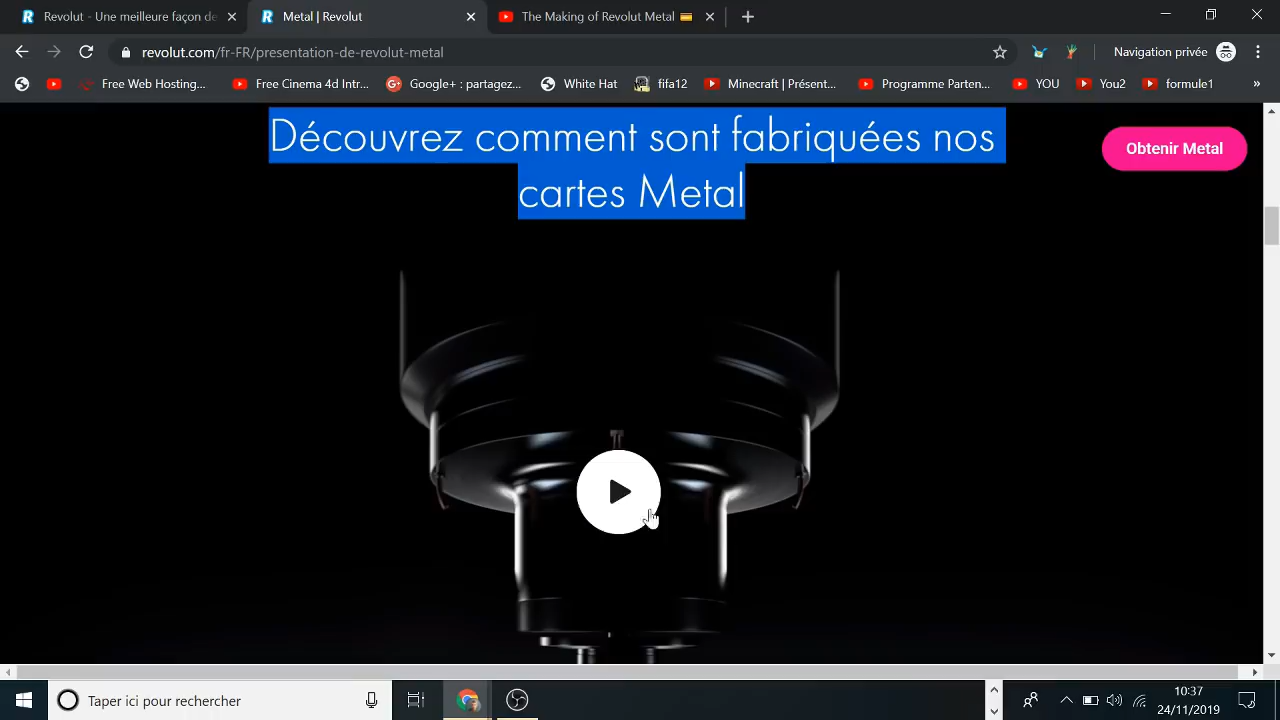 Revolut - Une meilleure façon de
Metal | Revolut
The Making of Revolut Metal
revolut.com/fr-FR/presentation-de-revolut-metal
Navigation privée
Free Web Hosting...
Free Cinema 4d Intr...
Google+ : partagez...
White Hat
fifa12
Minecraft | Présent...
Programme Parten...
YOU
You2
formule1
»
Découvrez comment sont fabriquées nos
cartes Metal
Obtenir Metal
Taper ici pour rechercher
10:37
24/11/2019